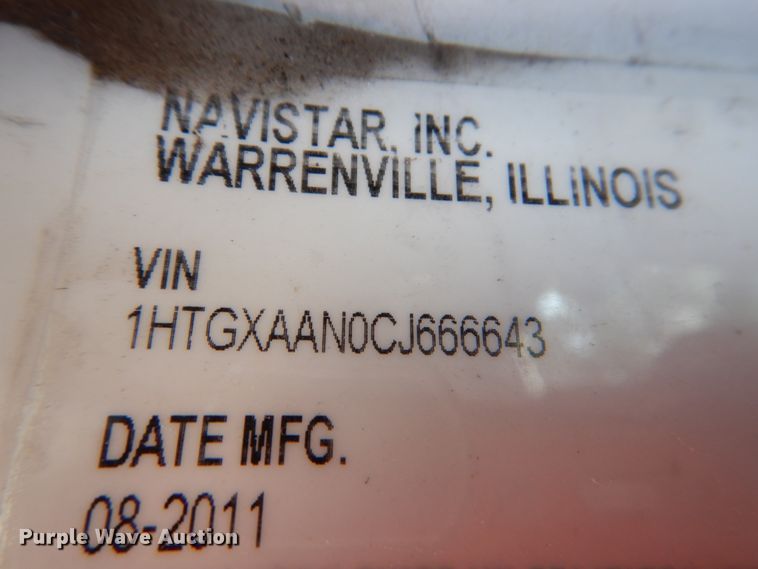 NAVISTAR, INC.
WARRENVILLE, ILLINOIS
VIN
1HTGXAAN0CJ666643
DATE MFG.
08-2011
Purple Wave Auction